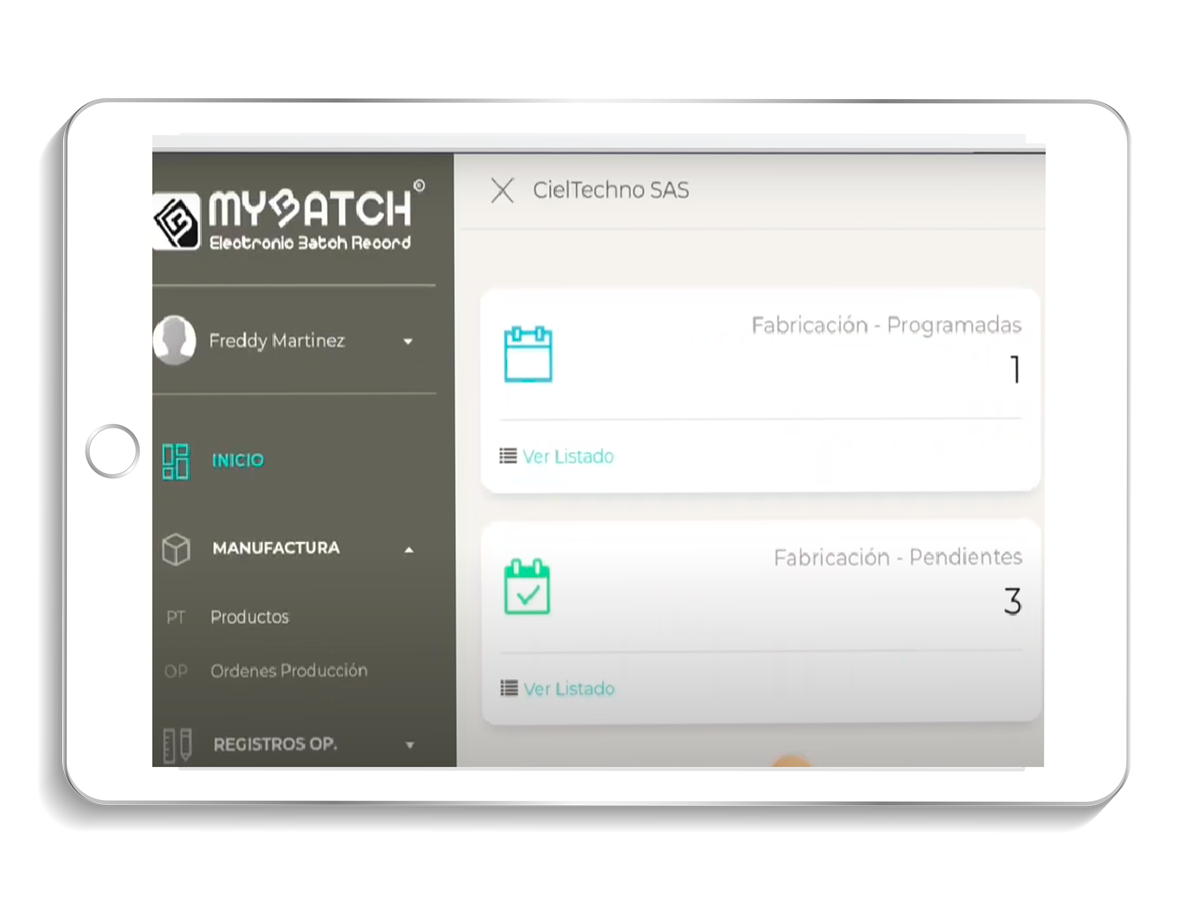 MYBATCH®
Electronic Batch Record
Freddy Martinez
INICIO
MANUFACTURA
PT Productos
OP Ordenes Producción
REGISTROS OP.
CielTechno SAS
Fabricación - Programadas
1
Ver Listado
Fabricación - Pendientes
3
Ver Listado